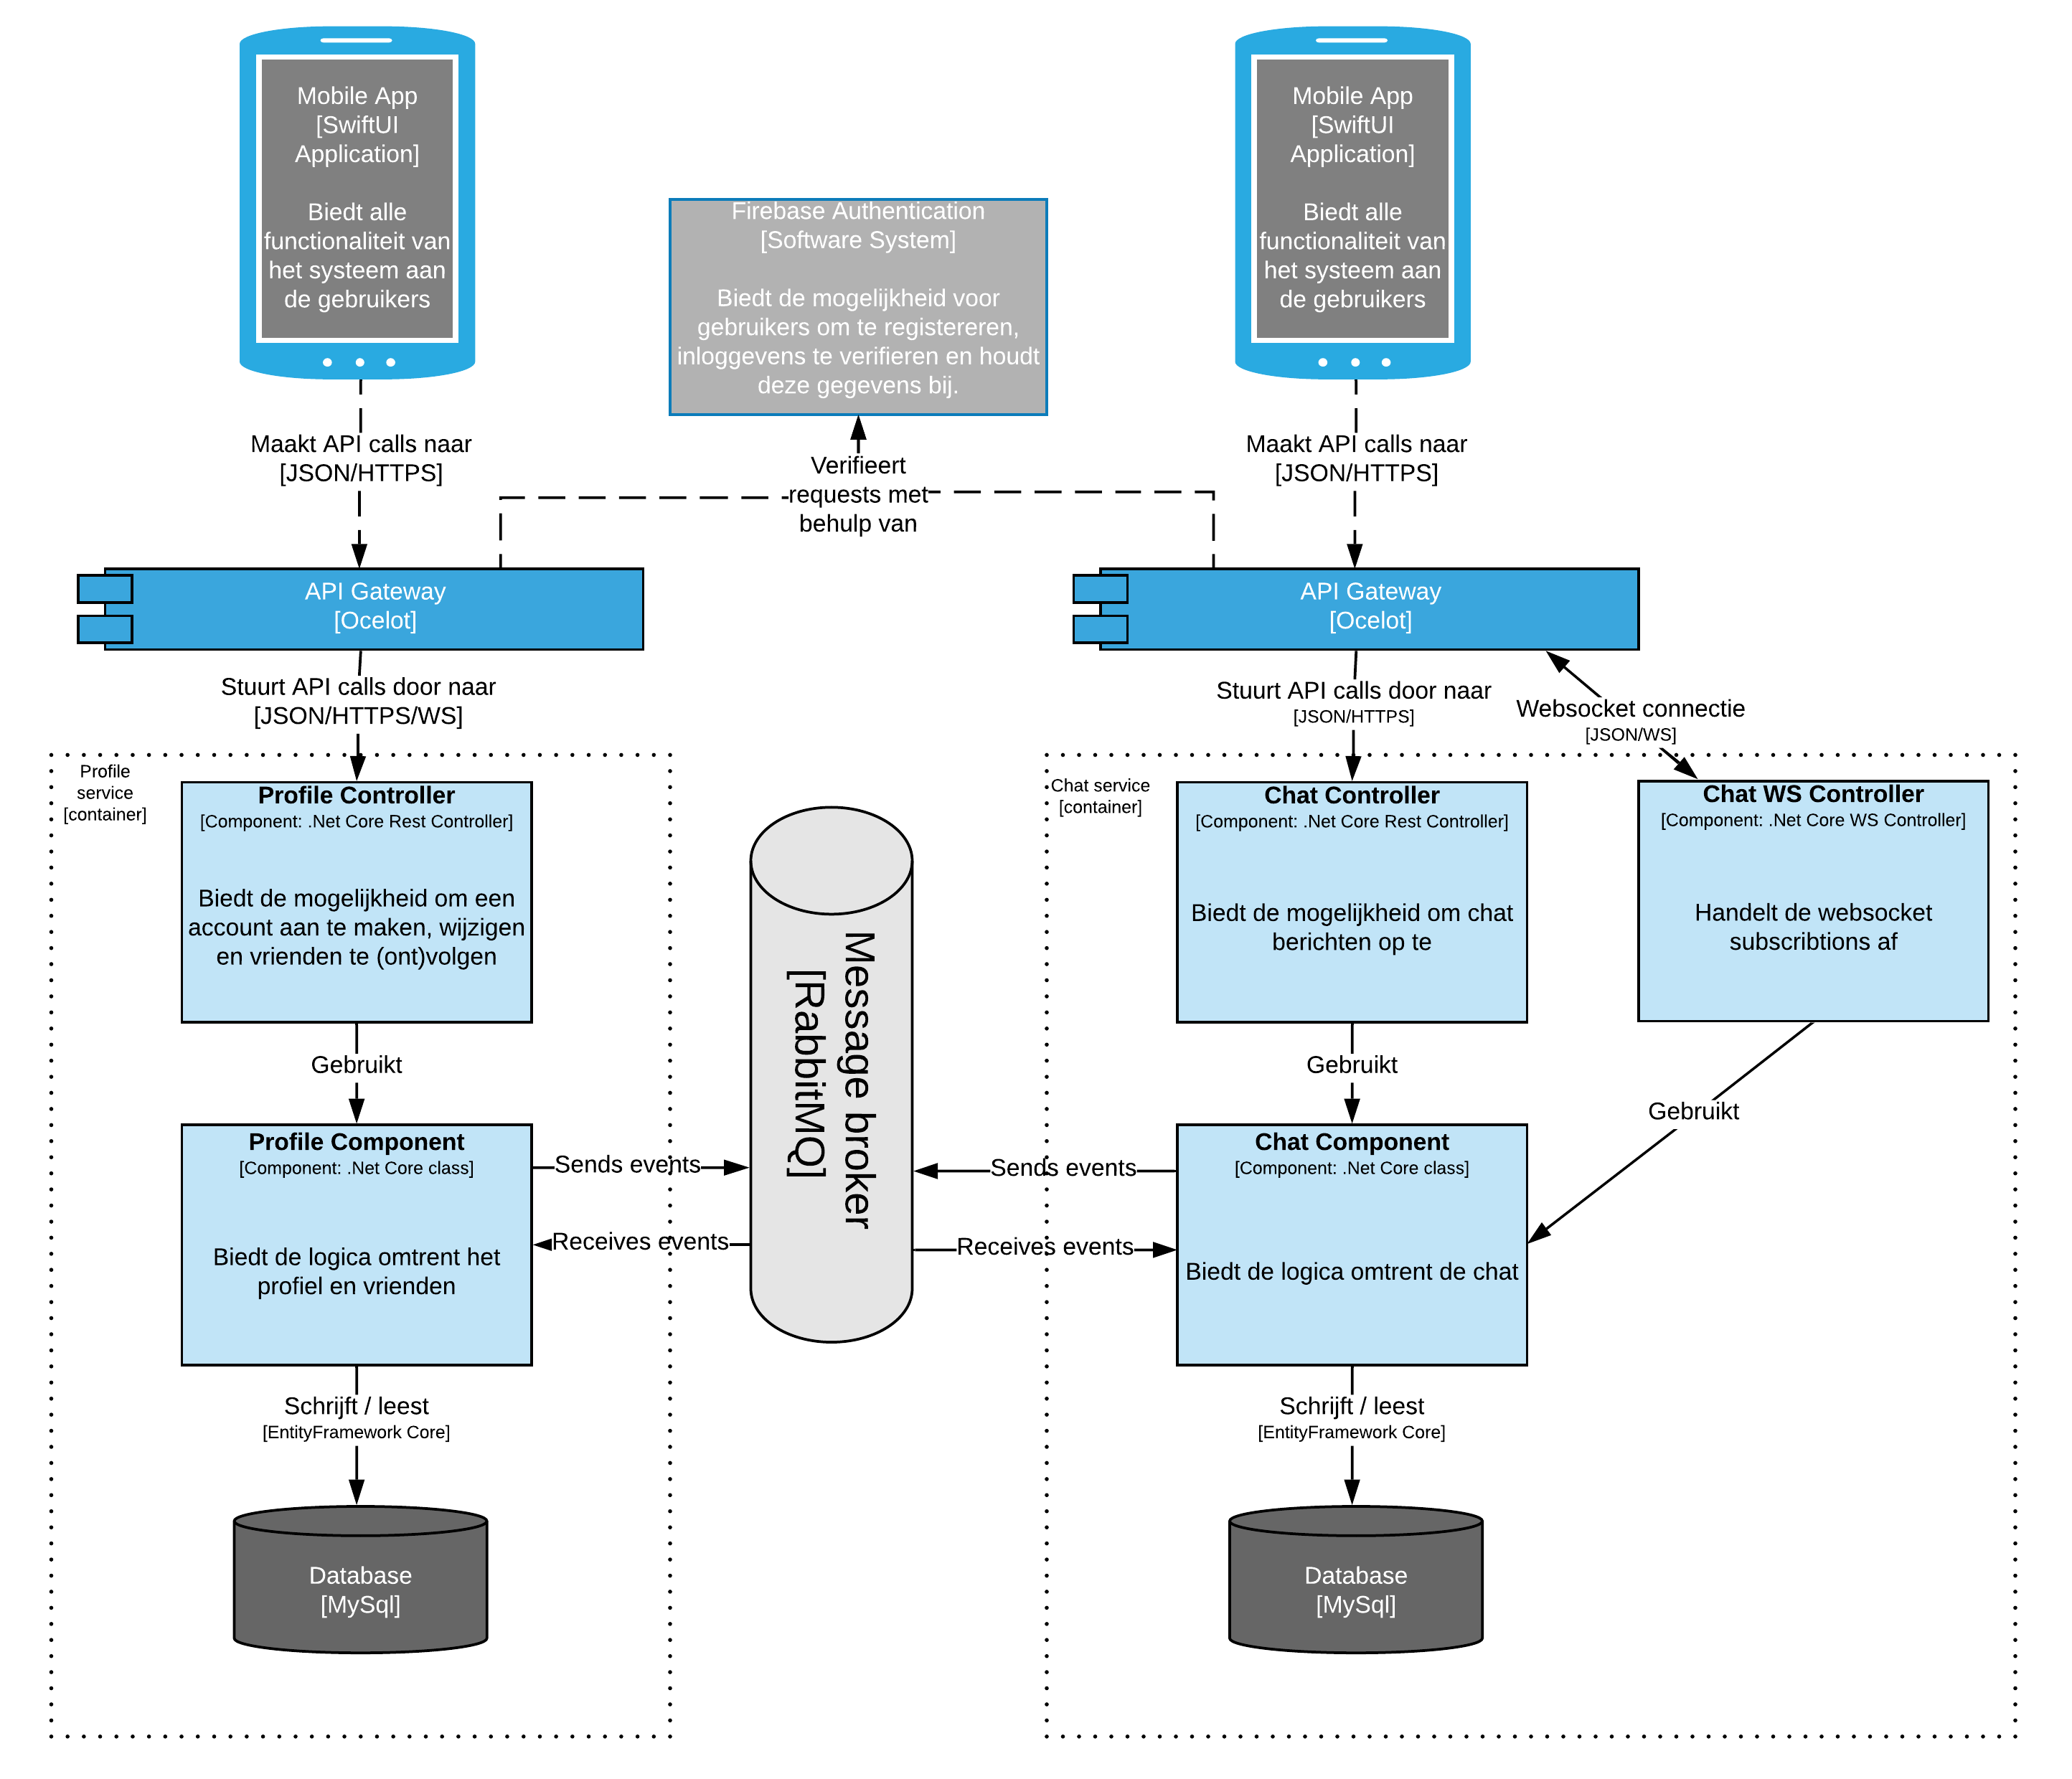 Mobile App
[SwiftUI
Application]
Biedt alle
functionaliteit van
het systeem aan
de gebruikers
Mobile App
[SwiftUI
Application]
Biedt alle
functionaliteit van
het systeem aan
de gebruikers
Firebase Authentication
[Software System]
Biedt de mogelijkheid voor
gebruikers om te registereren,
inloggevens te verifieren en houdt
deze gegevens bij.
Maakt API calls naar
[JSON/HTTPS]
Verifieert
requests met
behulp van
Maakt API calls naar
[JSON/HTTPS]
API Gateway
[Ocelot]
API Gateway
[Ocelot]
Stuurt API calls door naar
[JSON/HTTPS/WS]
Stuurt API calls door naar
[JSON/HTTPS]
Websocket connectie
[JSON/WS]
Profile
service
[container]
Profile Controller
[Component: .Net Core Rest Controller]
Biedt de mogelijkheid om een
account aan te maken, wijzigen
en vrienden te (ont)volgen
Chat service
[container]
Chat Controller
[Component: .Net Core Rest Controller]
Biedt de mogelijkheid om chat
berichten op te
Chat WS Controller
[Component: .Net Core WS Controller]
Handelt de websocket
subscribtions af
Message broker
[RabbitMQ]
Gebruikt
Gebruikt
Gebruikt
Profile Component
[Component: .Net Core class]
Biedt de logica omtrent het
profiel en vrienden
Sends events
Receives events
Sends events
Receives events
Chat Component
[Component: .Net Core class]
Biedt de logica omtrent de chat
Schrijft / leest
[EntityFramework Core]
Schrijft / leest
[EntityFramework Core]
Database
[MySql]
Database
[MySql]